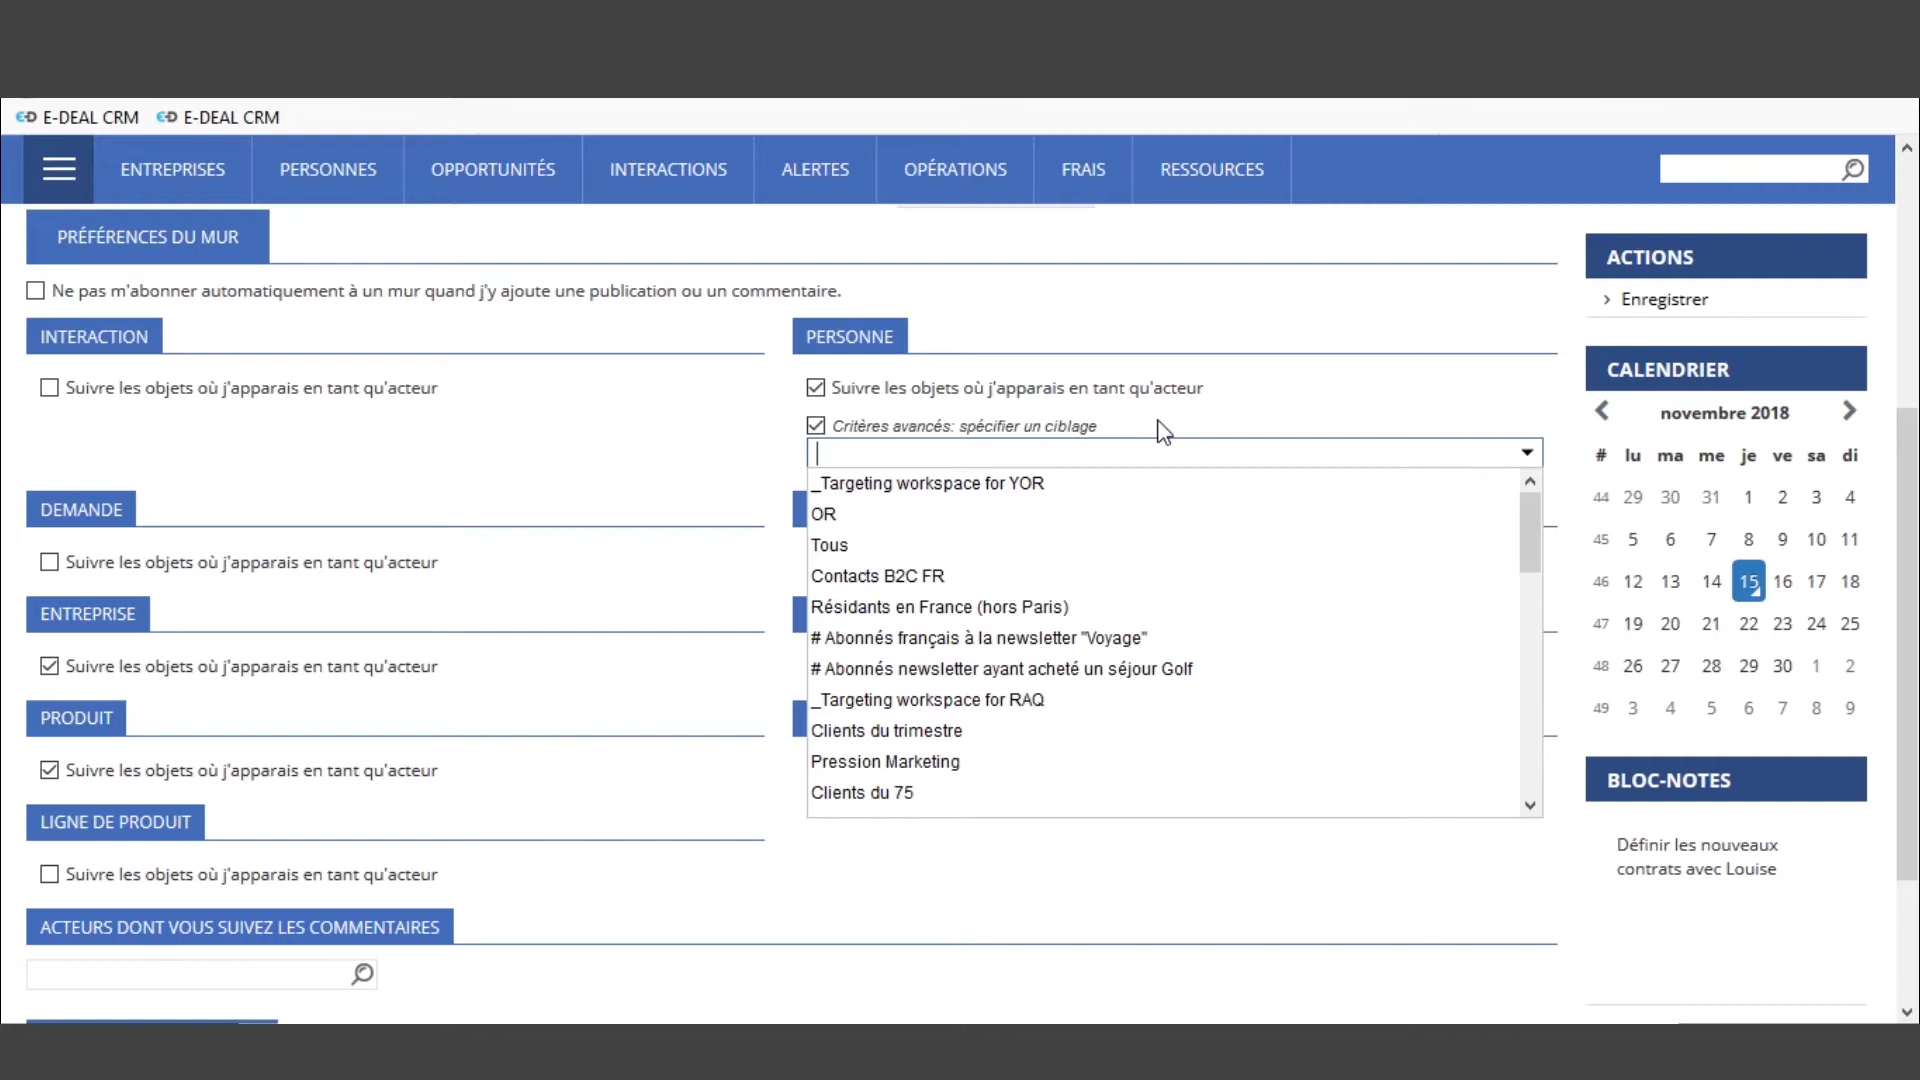 E-DEAL CRM E-DEAL CRM
ENTREPRISES PERSONNES OPPORTUNITÉS INTERACTIONS ALERTES OPÉRATIONS FRAIS RESSOURCES
PRÉFÉRENCES DU MUR
Ne pas m'abonner automatiquement à un mur quand j'y ajoute une publication ou un commentaire.
INTERACTION
Suivre les objets où j'apparais en tant qu'acteur
PERSONNE
Suivre les objets où j'apparais en tant qu'acteur
Critères avancés: spécifier un ciblage
_Targeting workspace for YOR
OR
Tous
Contacts B2C FR
Résidants en France (hors Paris)
# Abonnés français à la newsletter "Voyage"
# Abonnés newsletter ayant acheté un séjour Golf
_Targeting workspace for RAQ
Clients du trimestre
Pression Marketing
Clients du 75
DEMANDE
Suivre les objets où j'apparais en tant qu'acteur
ENTREPRISE
Suivre les objets où j'apparais en tant qu'acteur
PRODUIT
Suivre les objets où j'apparais en tant qu'acteur
LIGNE DE PRODUIT
Suivre les objets où j'apparais en tant qu'acteur
ACTEURS DONT VOUS SUIVEZ LES COMMENTAIRES
ACTIONS
Enregistrer
CALENDRIER
novembre 2018
# lu ma me je ve sa di
44 29 30 31 1 2 3 4
45 5 6 7 8 9 10 11
46 12 13 14 15 16 17 18
47 19 20 21 22 23 24 25
48 26 27 28 29 30 1 2
49 3 4 5 6 7 8 9
BLOC-NOTES
Définir les nouveaux
contrats avec Louise